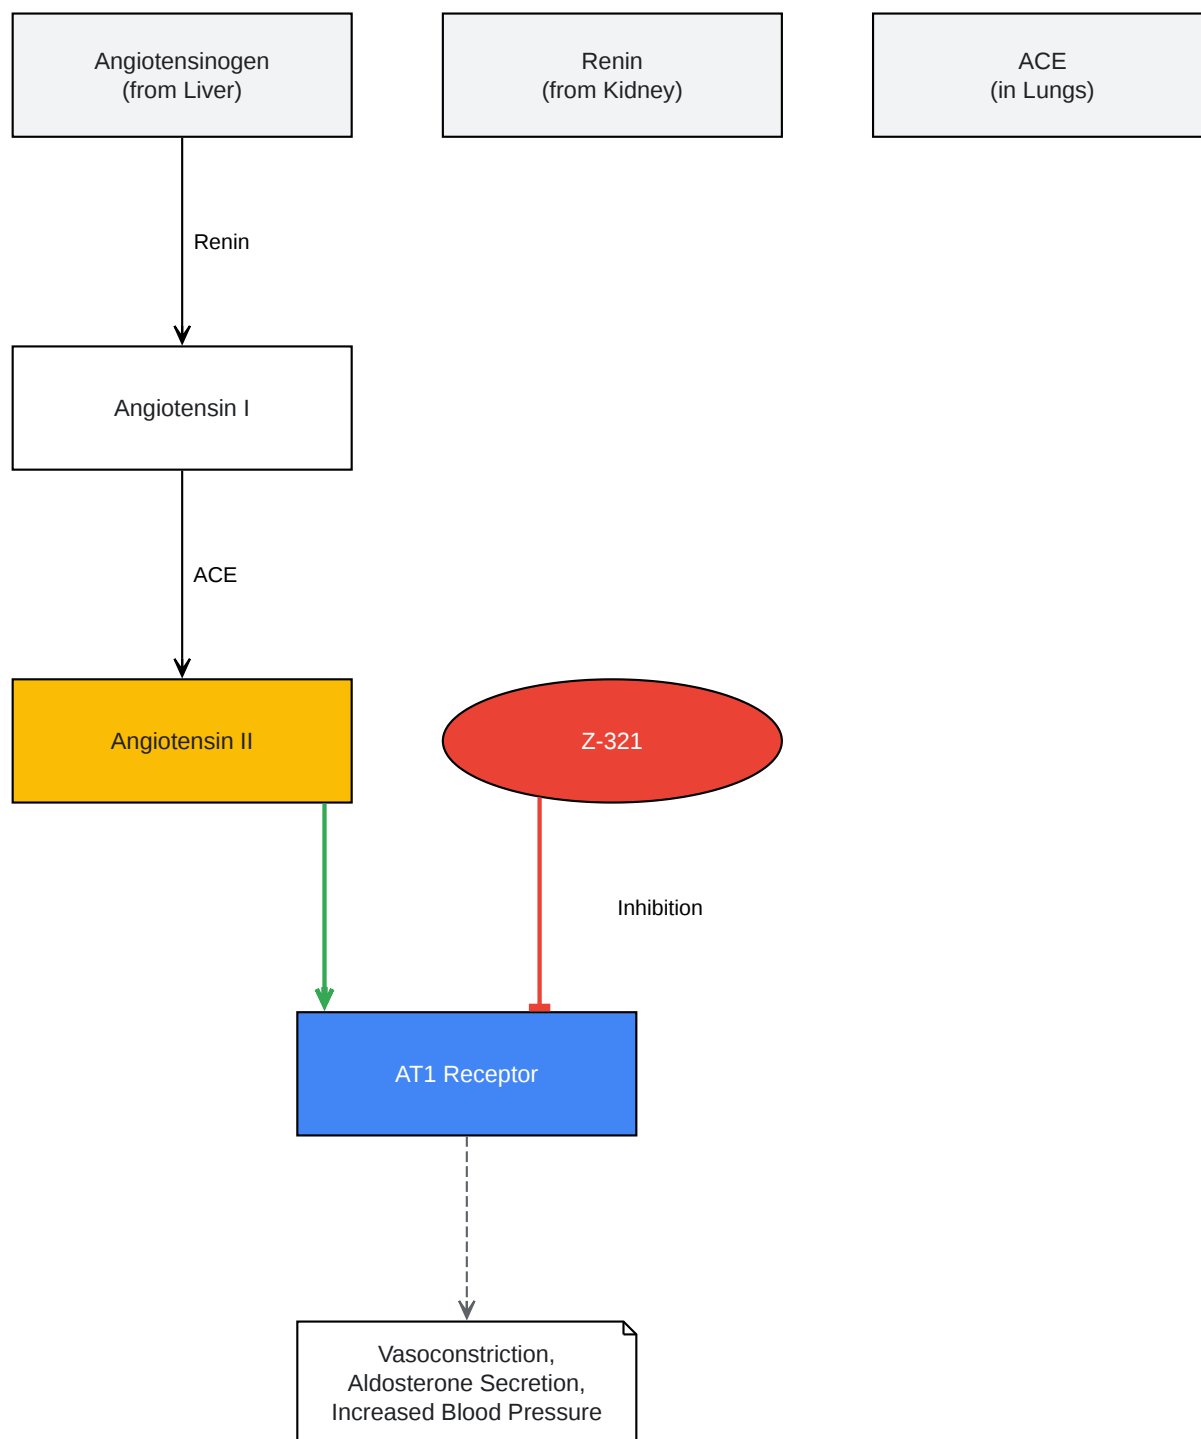 Angiotensinogen
(from Liver)
Renin
(from Kidney)
ACE
(in Lungs)
Renin
Angiotensin I
ACE
Angiotensin II
Z-321
Inhibition
AT1 Receptor
Vasoconstriction,
Aldosterone Secretion,
Increased Blood Pressure